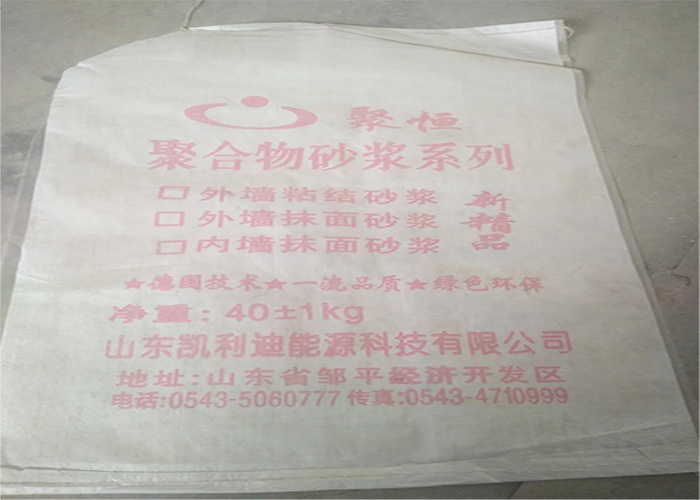 聚恒
聚合物砂浆系列
□外墙粘结砂浆
□外墙抹面砂浆
□内墙抹面砂浆
新精品
★德国技术★一流品质★绿色环保
净重: 40±1kg
山东凯利迪能源科技有限公司
地址:山东省邹平经济开发区
电话:0543-5060777 传真:0543-4710999